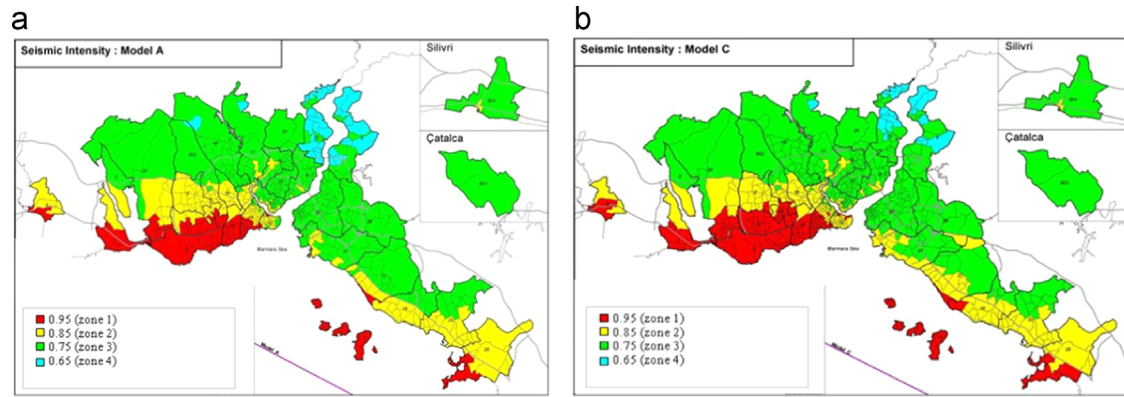 a
Seismic Intensity : Model A
Silivri
Çatalca
Marmara Sea
0.95 (zone 1)
0.85 (zone 2)
0.75 (zone 3)
0.65 (zone 4)
Model A
b
Seismic Intensity : Model C
Silivri
Çatalca
Marmara Sea
0.95 (zone 1)
0.85 (zone 2)
0.75 (zone 3)
0.65 (zone 4)
Model C